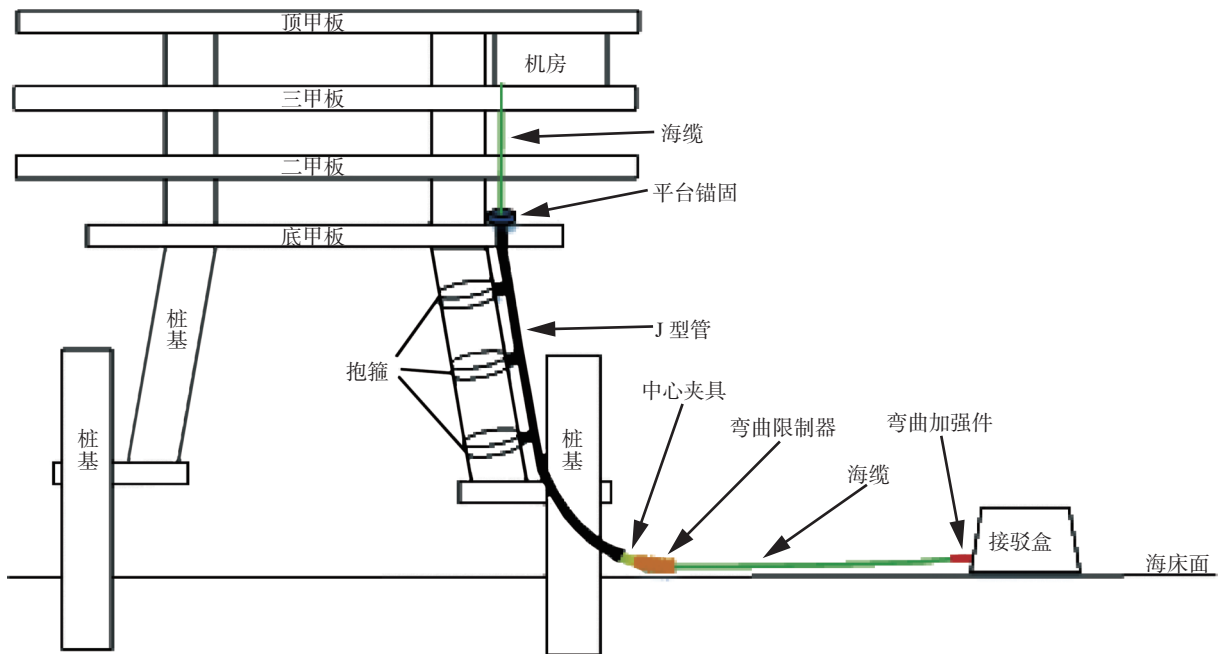 顶甲板
机房
三甲板
海缆
二甲板
平台锚固
底甲板
桩基
J 型管
抱箍
中心夹具
桩基
桩基
弯曲限制器
弯曲加强件
海缆
接驳盒
海床面